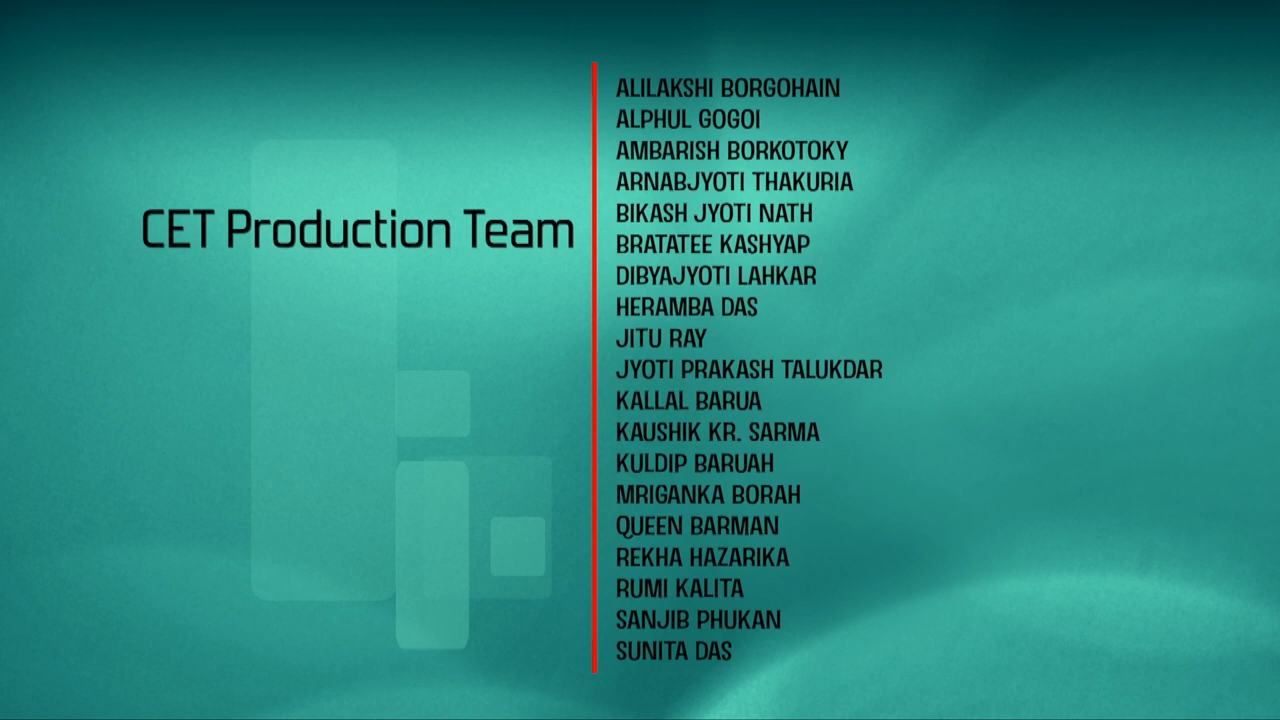 CET Production Team
ALILAKSHI BORGOHAIN
ALPHUL GOGOI
AMBARISH BORKOTOKY
ARNABJYOTI THAKURIA
BIKASH JYOTI NATH
BRATATEE KASHYAP
DIBYAJYOTI LAHKAR
HERAMBA DAS
JITU RAY
JYOTI PRAKASH TALUKDAR
KALLAL BARUA
KAUSHIK KR. SARMA
KULDIP BARUAH
MRIGANKA BORAH
QUEEN BARMAN
REKHA HAZARIKA
RUMI KALITA
SANJIB PHUKAN
SUNITA DAS